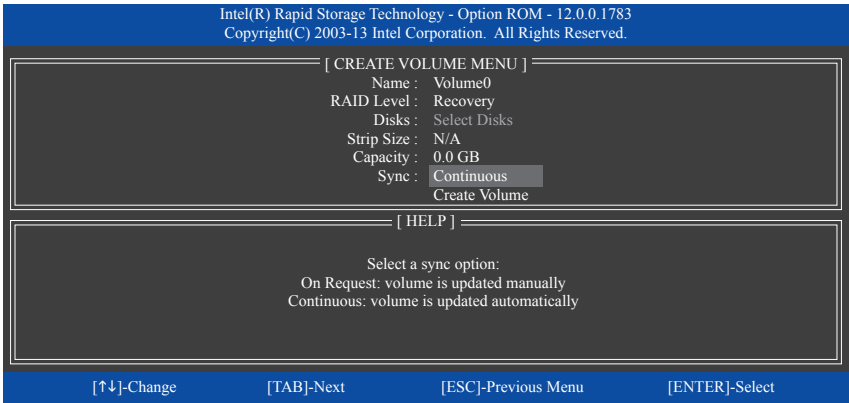 Intel(R) Rapid Storage Technology - Option ROM - 12.0.0.1783
Copyright(C) 2003-13 Intel Corporation. All Rights Reserved.
[ CREATE VOLUME MENU ]
Name : Volume0
RAID Level : Recovery
Disks : Select Disks
Strip Size : N/A
Capacity : 0.0 GB
Sync : Continuous
Create Volume
[ HELP ]
Select a sync option:
On Request: volume is updated manually
Continuous: volume is updated automatically
[↑↓]-Change [TAB]-Next [ESC]-Previous Menu [ENTER]-Select